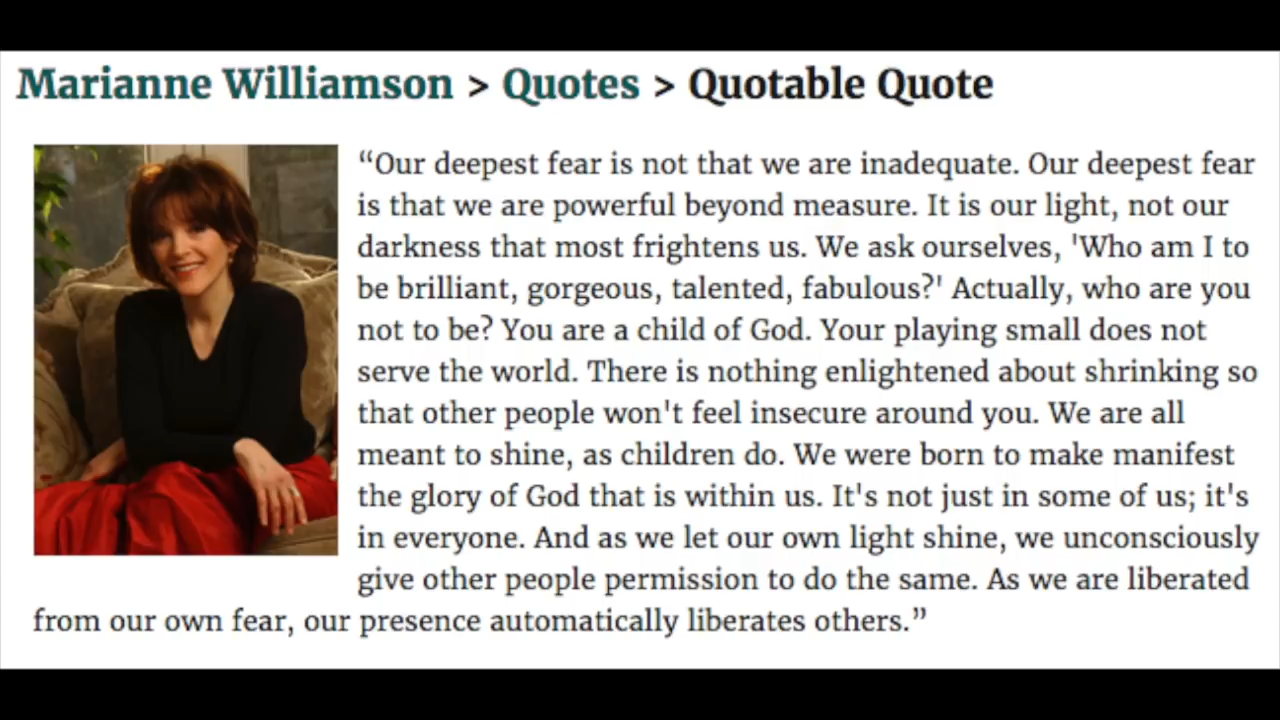 Marianne Williamson > Quotes > Quotable Quote
“Our deepest fear is not that we are inadequate. Our deepest fear
is that we are powerful beyond measure. It is our light, not our
darkness that most frightens us. We ask ourselves, 'Who am I to
be brilliant, gorgeous, talented, fabulous?' Actually, who are you
not to be? You are a child of God. Your playing small does not
serve the world. There is nothing enlightened about shrinking so
that other people won't feel insecure around you. We are all
meant to shine, as children do. We were born to make manifest
the glory of God that is within us. It's not just in some of us; it's
in everyone. And as we let our own light shine, we unconsciously
give other people permission to do the same. As we are liberated
from our own fear, our presence automatically liberates others.”